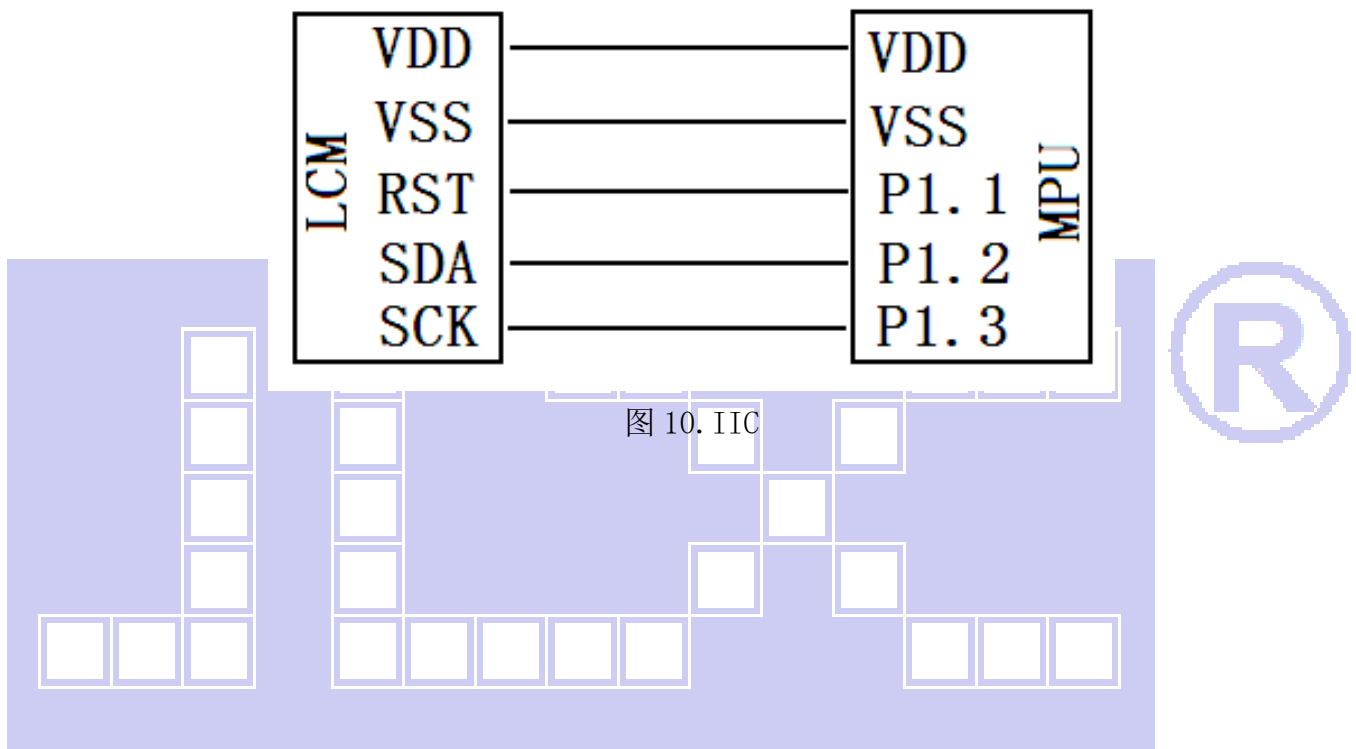 VDD VDD
VSS VSS
RST P1.1
SDA P1.2
SCK P1.3
LCM
MPU
图 10. IIC
®